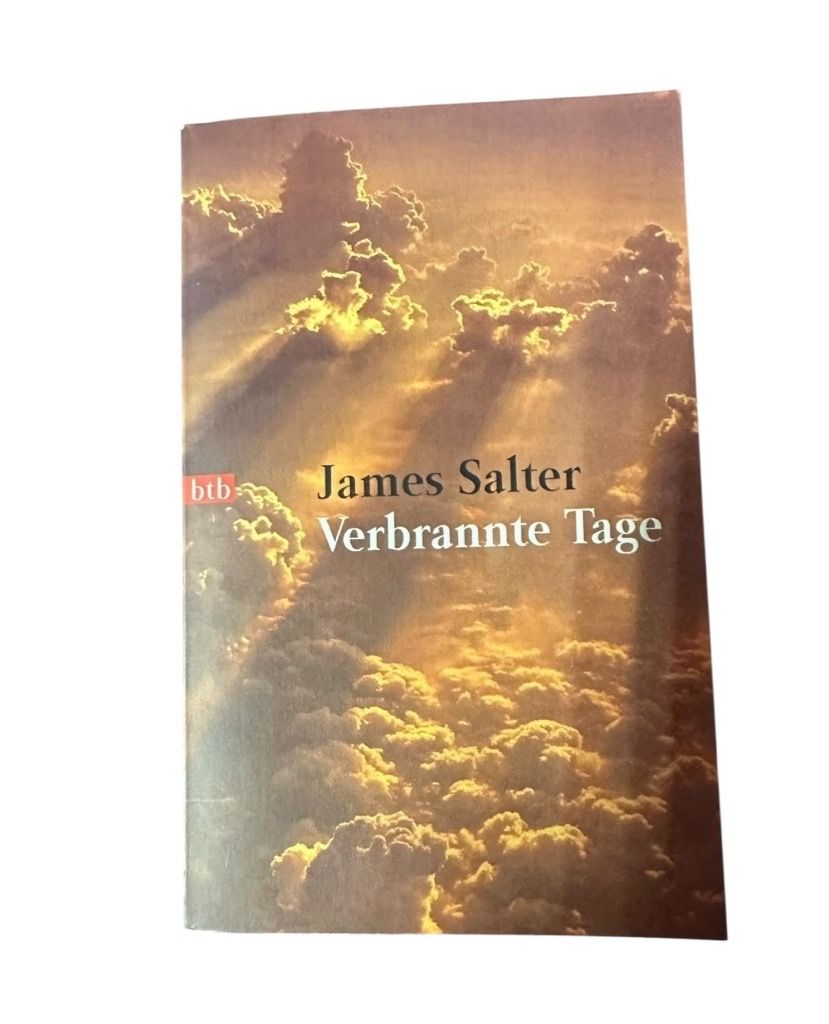 James Salter
btb
Verbrannte Tage